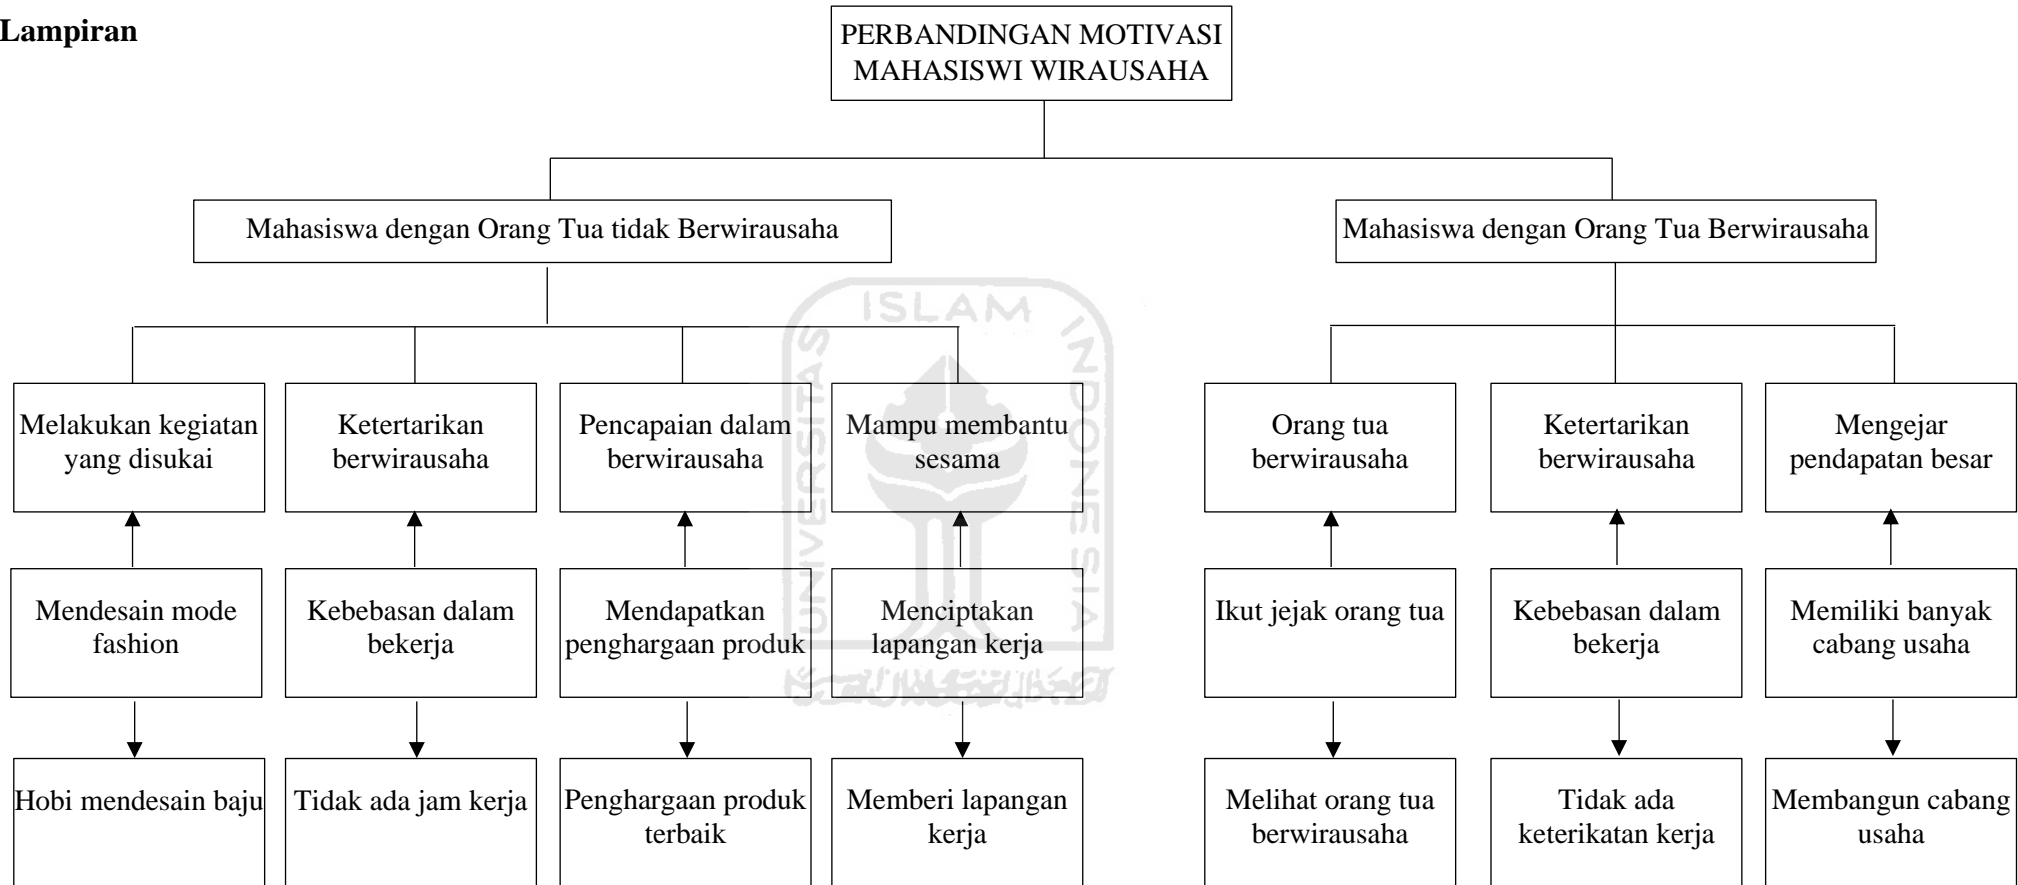 Lampiran
PERBANDINGAN MOTIVASI
MAHASISWI WIRAUSAHA
Mahasiswa dengan Orang Tua tidak Berwirausaha
Mahasiswa dengan Orang Tua Berwirausaha
Melakukan kegiatan
yang disukai
Ketertarikan
berwirausaha
Pencapaian dalam
berwirausaha
Mampu membantu
sesama
Orang tua
berwirausaha
Ketertarikan
berwirausaha
Mengejar
pendapatan besar
Mendesain mode
fashion
Kebebasan dalam
bekerja
Mendapatkan
penghargaan produk
Menciptakan
lapangan kerja
Ikut jejak orang tua
Kebebasan dalam
bekerja
Memiliki banyak
cabang usaha
Hobi mendesain baju
Tidak ada jam kerja
Penghargaan produk
terbaik
Memberi lapangan
kerja
Melihat orang tua
berwirausaha
Tidak ada
keterikatan kerja
Membangun cabang
usaha
UNIVERSITAS
ISLAM
INDONESIA